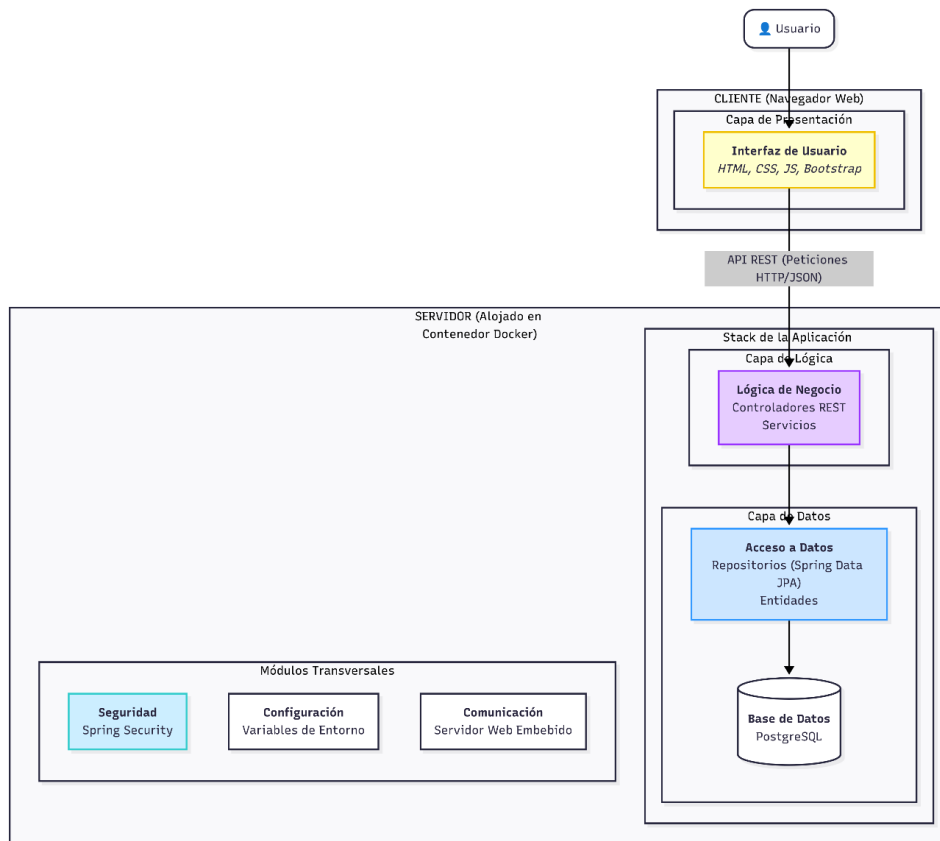 👤 Usuario
CLIENTE (Navegador Web)
Capa de Presentación
Interfaz de Usuario
HTML, CSS, JS, Bootstrap
API REST (Peticiones
HTTP/JSON)
SERVIDOR (Alojado en
Contenedor Docker)
Stack de la Aplicación
Capa de Lógica
Lógica de Negocio
Controladores REST
Servicios
Capa de Datos
Acceso a Datos
Repositorios (Spring Data
JPA)
Entidades
Base de Datos
PostgreSQL
Módulos Transversales
Seguridad
Spring Security
Configuración
Variables de Entorno
Comunicación
Servidor Web Embebido